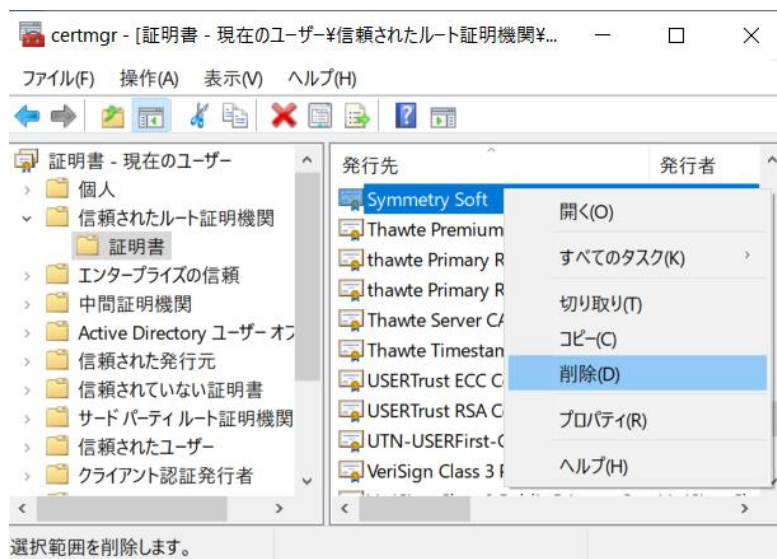 certmgr - [証明書 - 現在のユーザー¥信頼されたルート証明機関¥...
ファイル(F) 操作(A) 表示(V) ヘルプ(H)
証明書 - 現在のユーザー
個人
信頼されたルート証明機関
証明書
エンタープライズの信頼
中間証明機関
Active Directory ユーザー オブ
信頼された発行元
信頼されていない証明書
サード パーティ ルート証明機関
信頼されたユーザー
クライアント認証発行者
発行先 発行者
Symmetry Soft
Thawte Premium
thawte Primary R
thawte Primary R
Thawte Server CA
Thawte Timestan
USERTrust ECC C
USERTrust RSA C
UTN-USERFirst-C
VeriSign Class 3 P
開く(O)
すべてのタスク(K)
切り取り(T)
コピー(C)
削除(D)
プロパティ(R)
ヘルプ(H)
選択範囲を削除します。